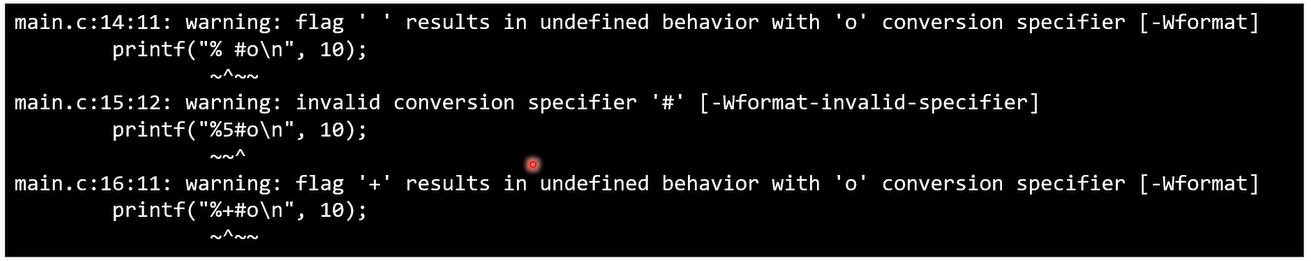 main.c:14:11: warning: flag ' ' results in undefined behavior with 'o' conversion specifier [-Wformat]
        printf("% #o\n", 10);
                ~^~~
main.c:15:12: warning: invalid conversion specifier '#' [-Wformat-invalid-specifier]
        printf("%5#o\n", 10);
                ~~^
main.c:16:11: warning: flag '+' results in undefined behavior with 'o' conversion specifier [-Wformat]
        printf("%+#o\n", 10);
                ~^~~